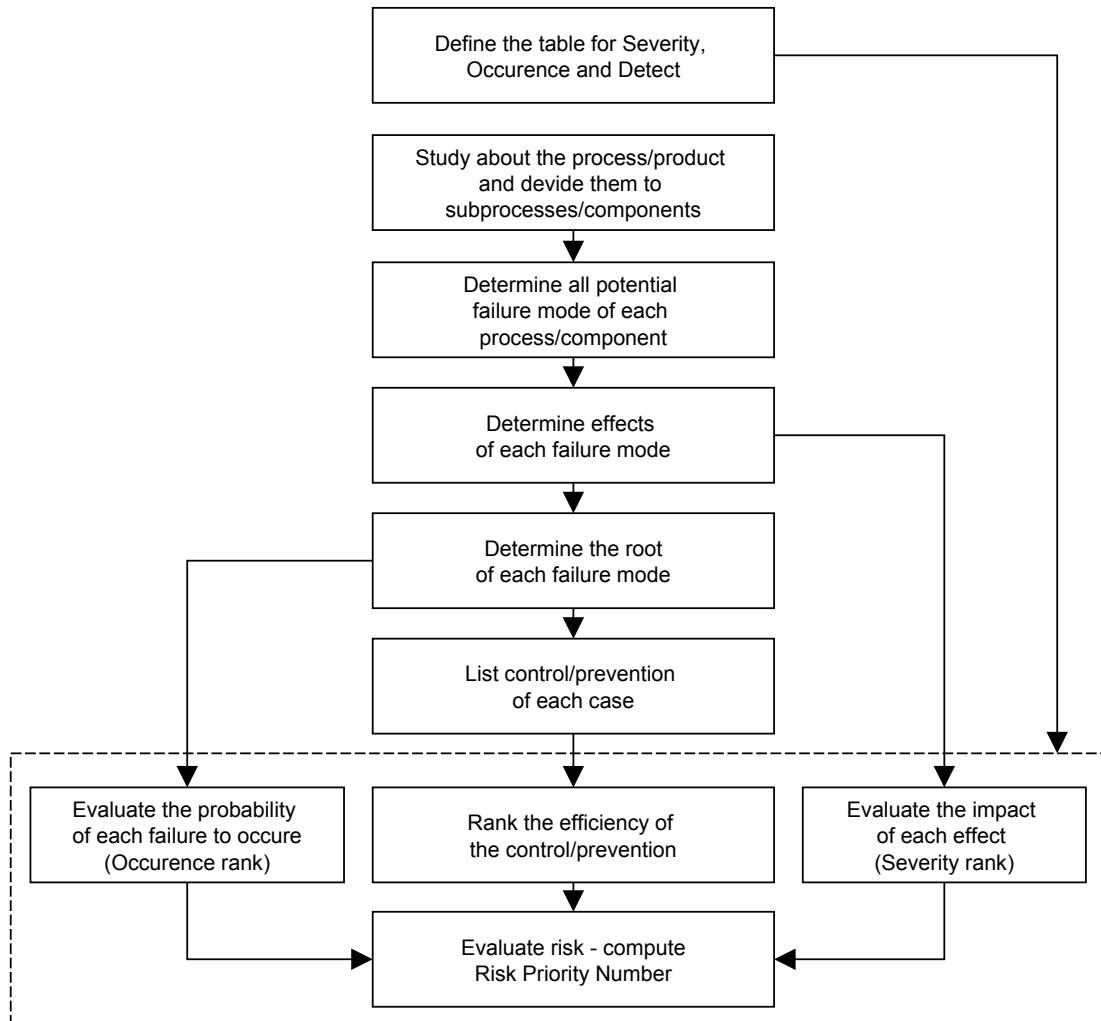 Define the table for Severity,
Occurence and Detect
Study about the process/product
and devide them to
subprocesses/components
Determine all potential
failure mode of each
process/component
Determine effects
of each failure mode
Determine the root
of each failure mode
List control/prevention
of each case
Evaluate the probability
of each failure to occure
(Occurence rank)
Rank the efficiency of
the control/prevention
Evaluate the impact
of each effect
(Severity rank)
Evaluate risk - compute
Risk Priority Number